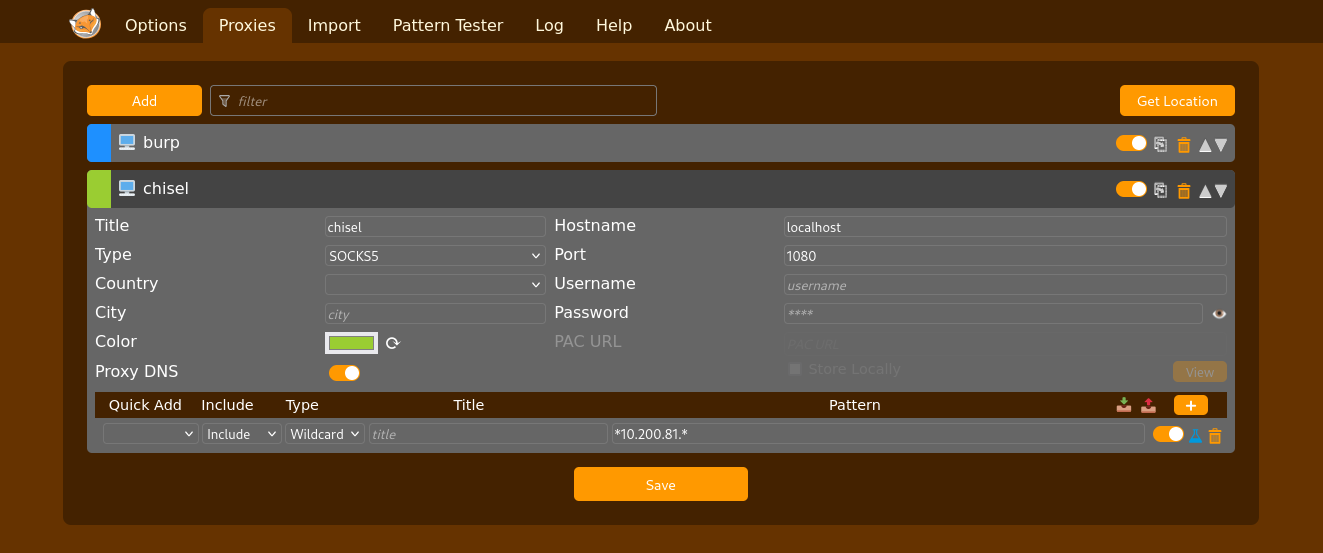 Options Proxies Import Pattern Tester Log Help About
Add filter Get Location
burp
chisel
Title chisel Hostname localhost
Type SOCKS5 Port 1080
Country Username username
City city Password ****
Color PAC URL PAC URL
Proxy DNS Store Locally View
Quick Add Include Type Title Pattern +
Include Wildcard title *10.200.81.*
Save